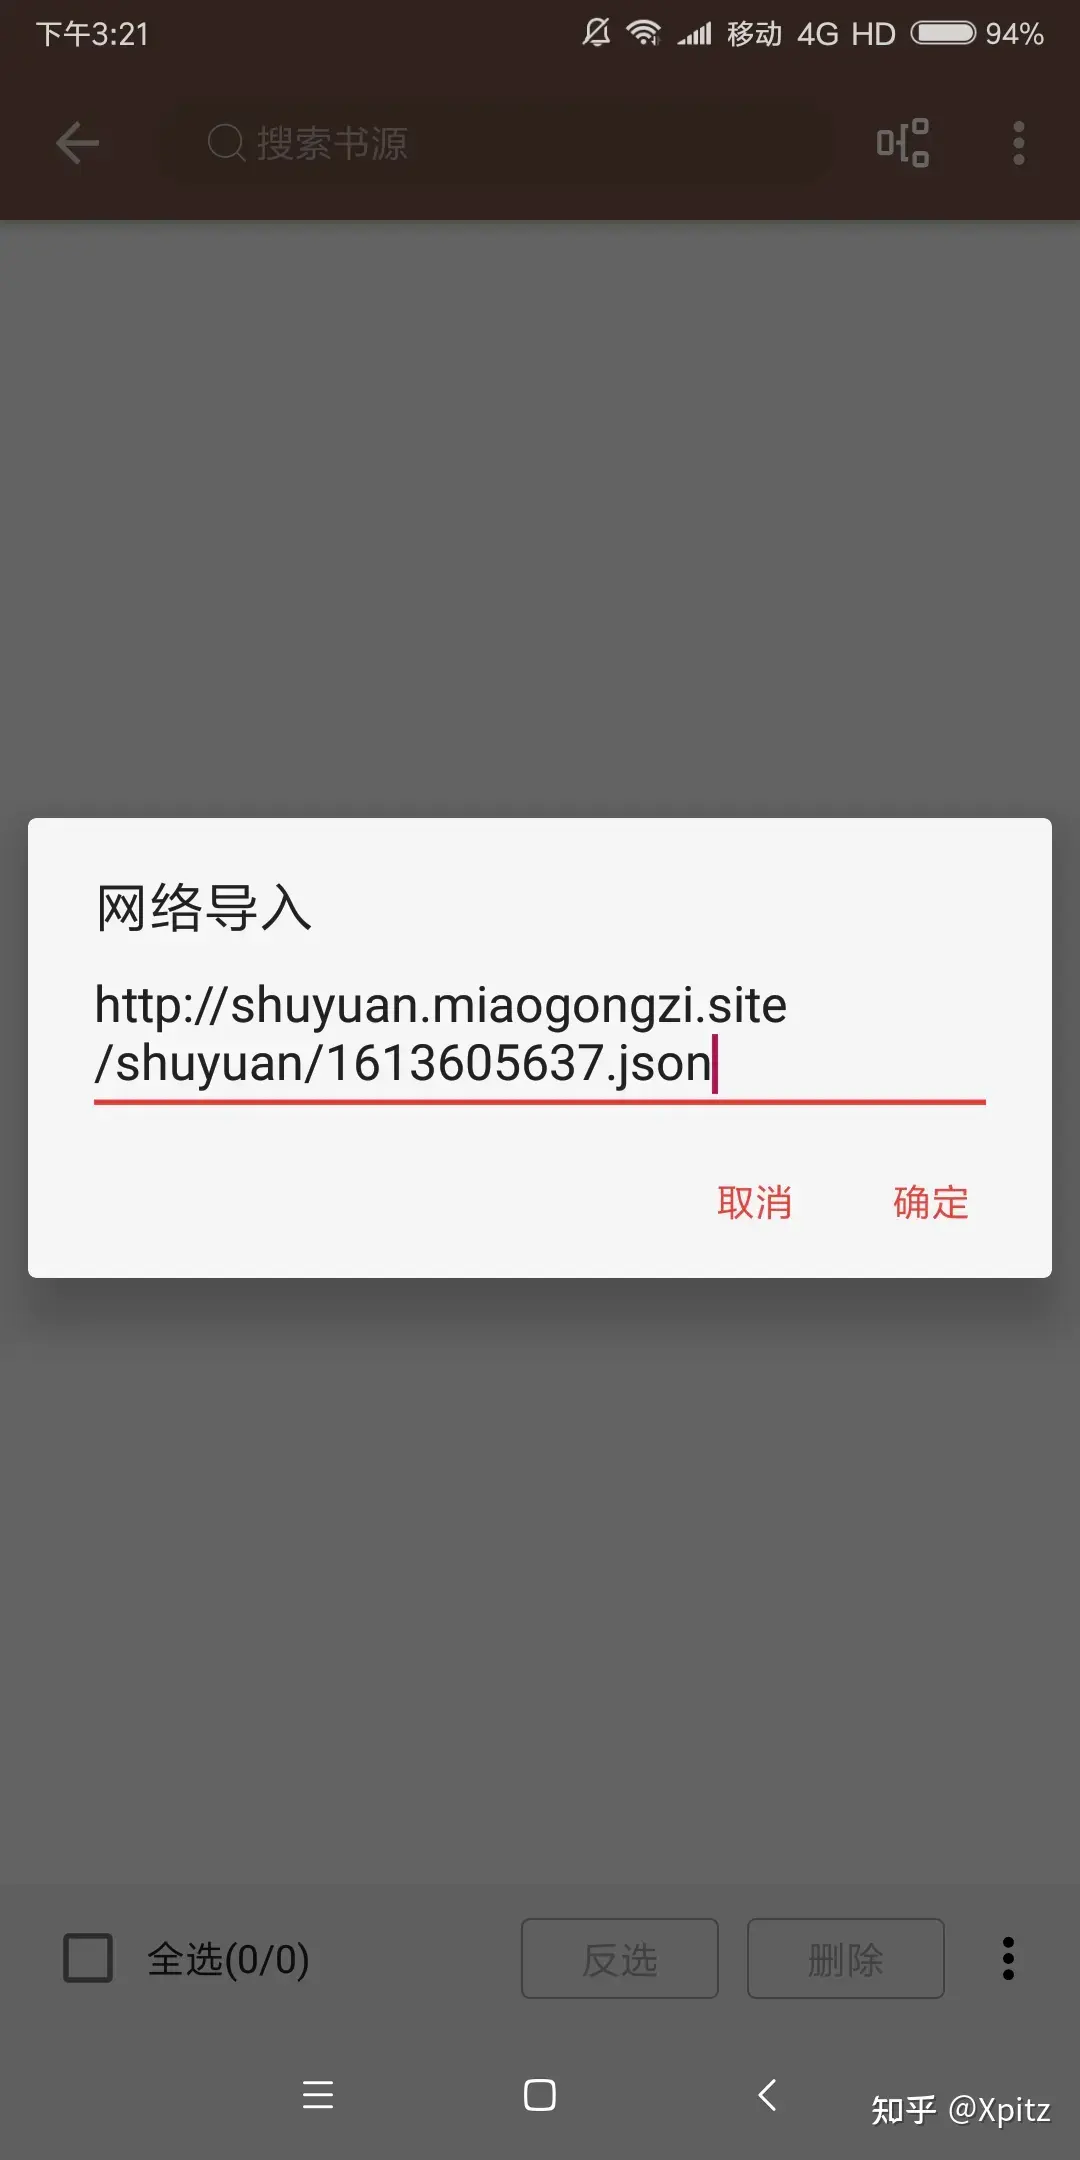 下午3:21 移动 4G HD 94%
搜索书源
网络导入
http://shuyuan.miaogongzi.site
/shuyuan/1613605637.json
取消 确定
全选(0/0) 反选 删除
知乎 @Xpitz